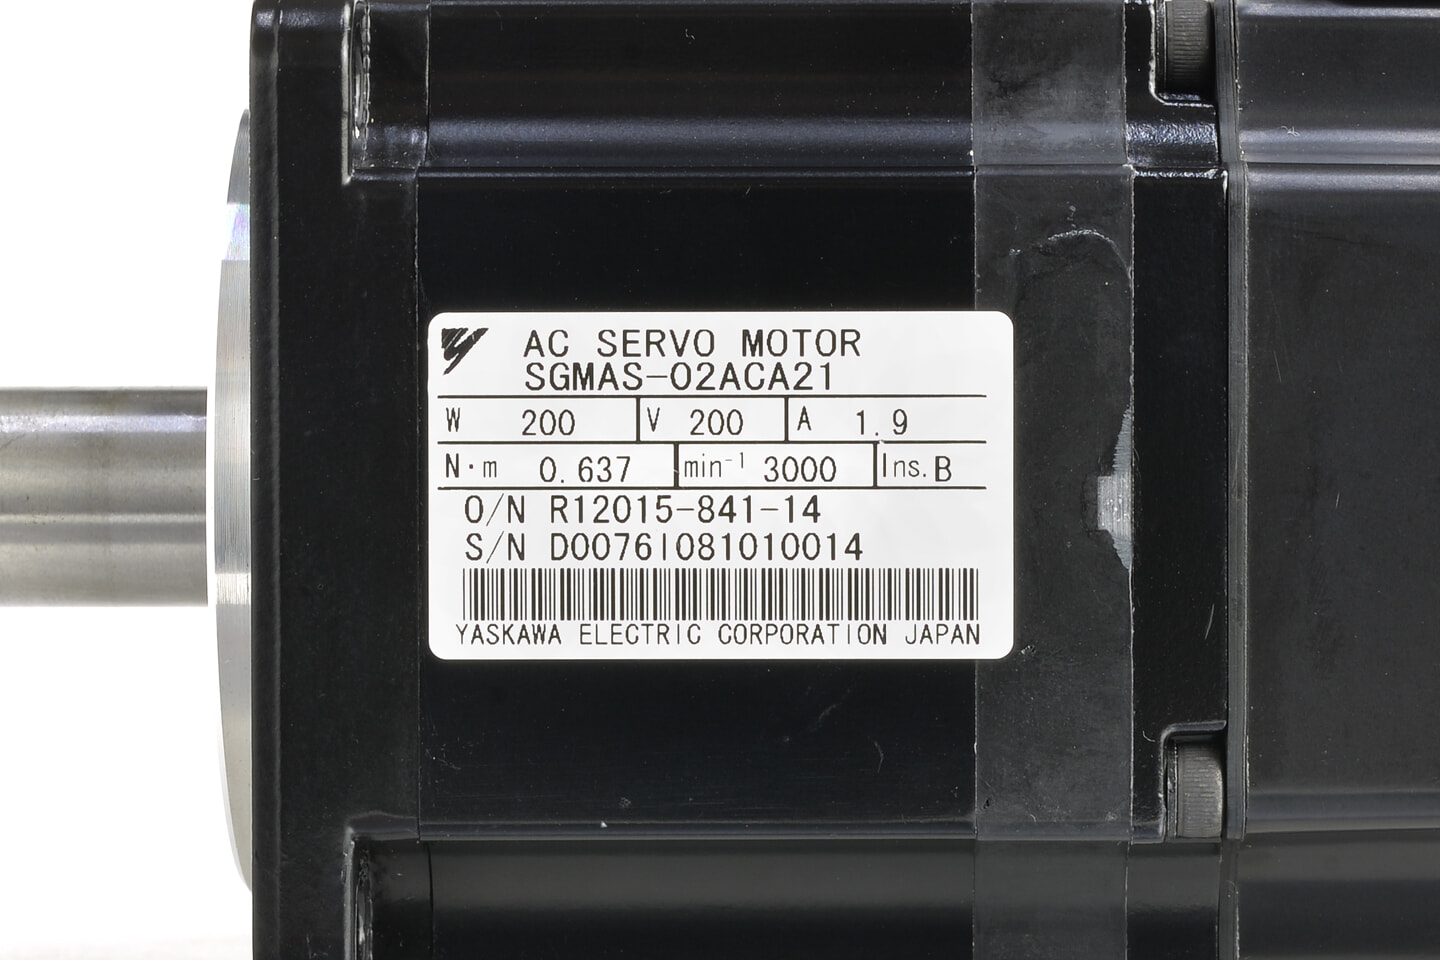 AC SERVO MOTOR
SGMAS-02ACA21
W 200 V 200 A 1.9
N·m 0.637 min⁻¹ 3000 Ins. B
O/N R12015-841-14
S/N D0076I081010014
YASKAWA ELECTRIC CORPORATION JAPAN